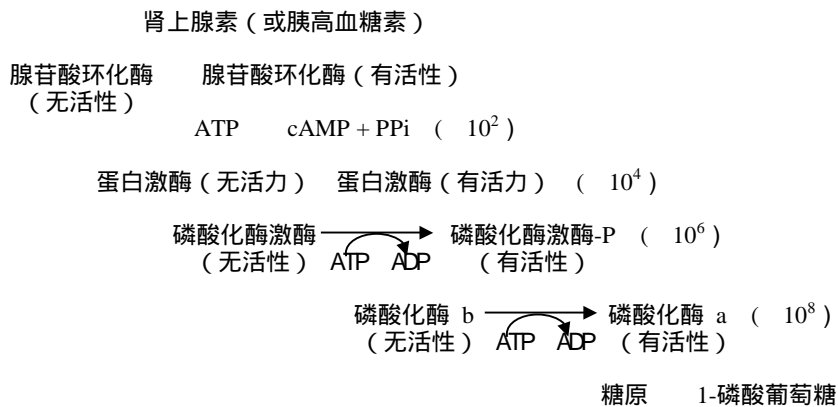 肾上腺素（或胰高血糖素）
腺苷酸环化酶 腺苷酸环化酶（有活性）
（无活性）
ATP cAMP + PPi （ 10²）
蛋白激酶（无活力） 蛋白激酶（有活力） （ 10⁴）
磷酸化酶激酶 磷酸化酶激酶-P （ 10⁶）
（无活性） ATP ADP （有活性）
磷酸化酶 b 磷酸化酶 a （ 10⁸）
（无活性） ATP ADP （有活性）
糖原 1-磷酸葡萄糖